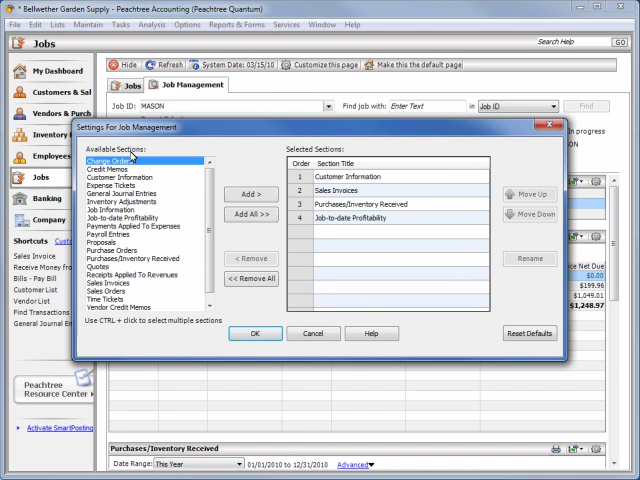 * Bellwether Garden Supply - Peachtree Accounting (Peachtree Quantum)
File Edit Lists Maintain Tasks Analysis Options Reports & Forms Services Window Help
Jobs
Search Help
GO
My Dashboard
Customers & Sal
Vendors & Purch
Inventory
Employees
Jobs
Banking
Company
Shortcuts Cust
Sales Invoice
Receive Money fro
Bills - Pay Bill
Customer List
Vendor List
Find Transactions
General Journal En
Peachtree
Resource Center
Activate SmartPosting
Hide Refresh System Date: 03/15/10 Customize this page Make this the default page
Jobs Job Management
Job ID: MASON Find job with: Enter Text in Job ID Find
Settings For Job Management
Available Sections:
Change Orders
Credit Memos
Customer Information
Expense Tickets
General Journal Entries
Inventory Adjustments
Job Information
Job-to-date Profitability
Payments Applied To Expenses
Payroll Entries
Proposals
Purchase Orders
Purchases/Inventory Received
Quotes
Receipts Applied To Revenues
Sales Invoices
Sales Orders
Time Tickets
Vendor Credit Memos
Use CTRL + click to select multiple sections
Add >
Add All >>
< Remove
<< Remove All
Selected Sections:
Order Section Title
1 Customer Information
2 Sales Invoices
3 Purchases/Inventory Received
4 Job-to-date Profitability
Move Up
Move Down
Rename
OK Cancel Help Reset Defaults
In progress
ON
ce Net Due
$0.00
$199.96
$1,049.01
$1,248.97
Purchases/Inventory Received
Date Range: This Year 01/01/2010 to 12/31/2010 Advanced